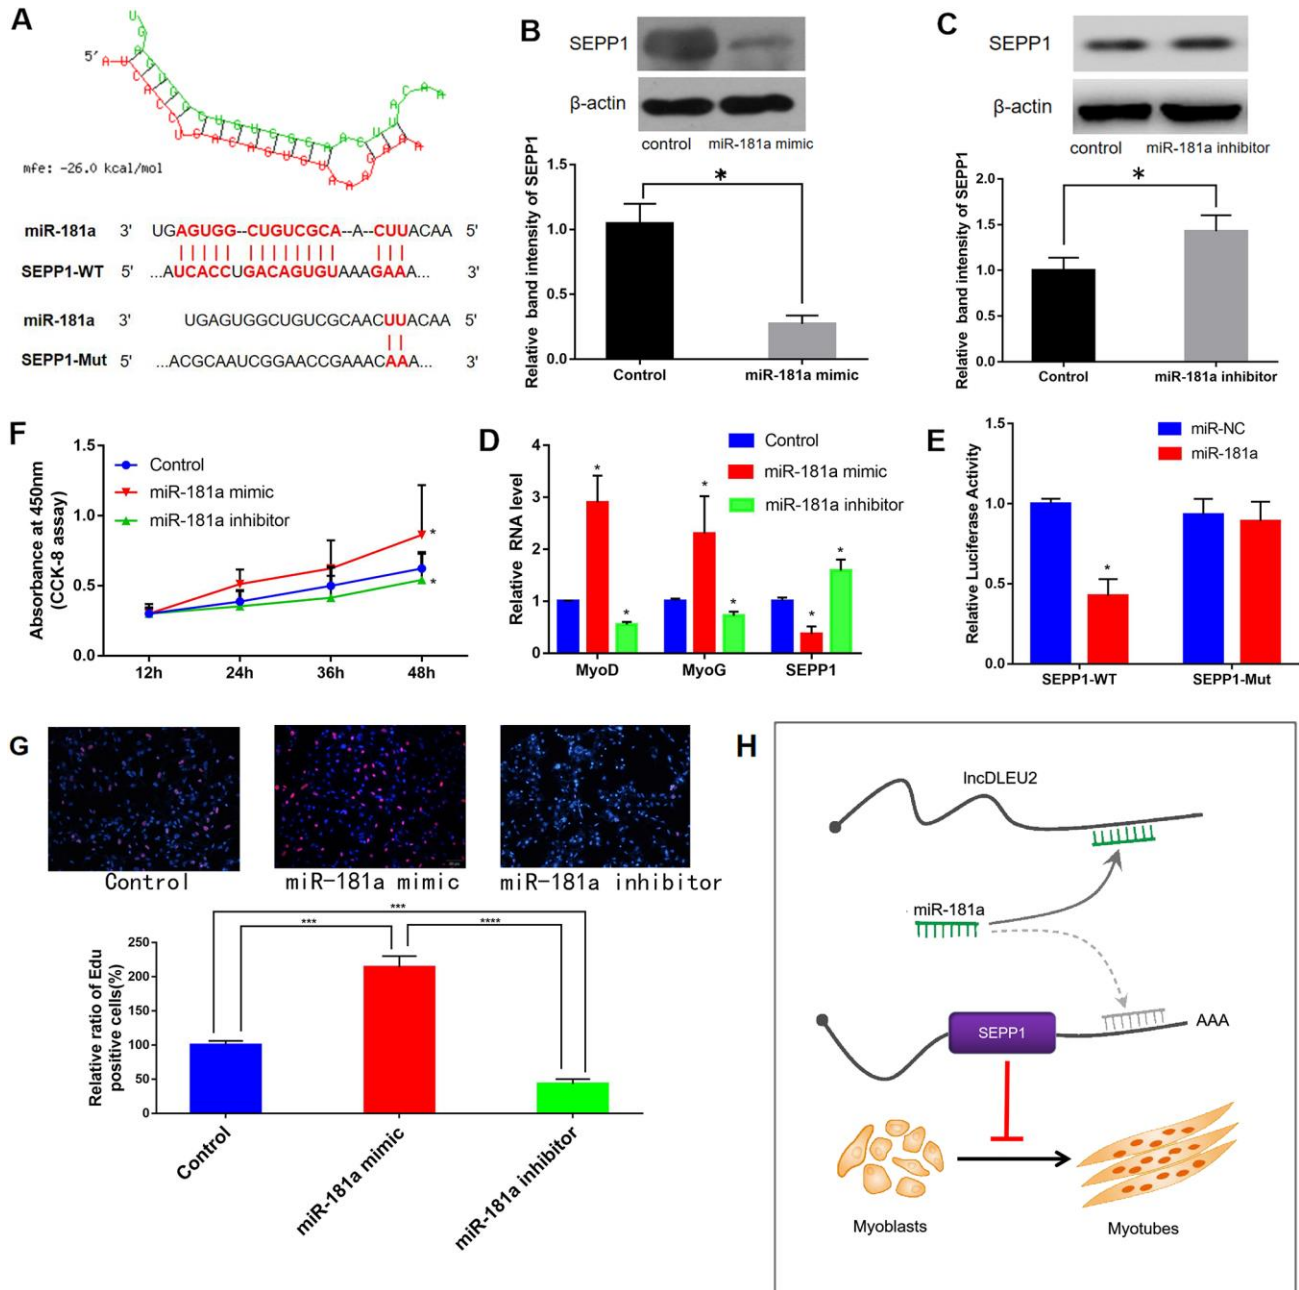 A
5'
mfe: -26.0 kcal/mol
miR-181a 3' UGAGUGG--CUGUCGCA--A--CUUACAA 5'
SEPP1-WT 5' ...AUCACCUGACAGUGUAAAGAAA... 3'
miR-181a 3' UGAGUGGCUGUCGCAACUUACAA 5'
SEPP1-Mut 5' ...ACGCAAUCGGAACCGAAACAAA... 3'
B
SEPP1
β-actin
control miR-181a mimic
Relative band intensity of SEPP1
1.5
1.0
0.5
0.0
*
Control miR-181a mimic
C
SEPP1
β-actin
control miR-181a inhibitor
Relative band intensity of SEPP1
2.0
1.5
1.0
0.5
0.0
*
Control miR-181a inhibitor
F
Absorbance at 450nm
(CCK-8 assay)
1.5
1.0
0.5
0.0
Control
miR-181a mimic
miR-181a inhibitor
*
*
12h 24h 36h 48h
D
Relative RNA level
4
3
2
1
0
Control
miR-181a mimic
miR-181a inhibitor
* * * * * *
MyoD MyoG SEPP1
E
Relative Luciferase Activity
1.5
1.0
0.5
0.0
miR-NC
miR-181a
*
SEPP1-WT SEPP1-Mut
G
Control miR-181a mimic miR-181a inhibitor
Relative ratio of Edu
positive cells(%)
250
200
150
100
50
0
***
*** ****
Control miR-181a mimic miR-181a inhibitor
H
lncDLEU2
miR-181a
SEPP1
AAA
Myoblasts Myotubes